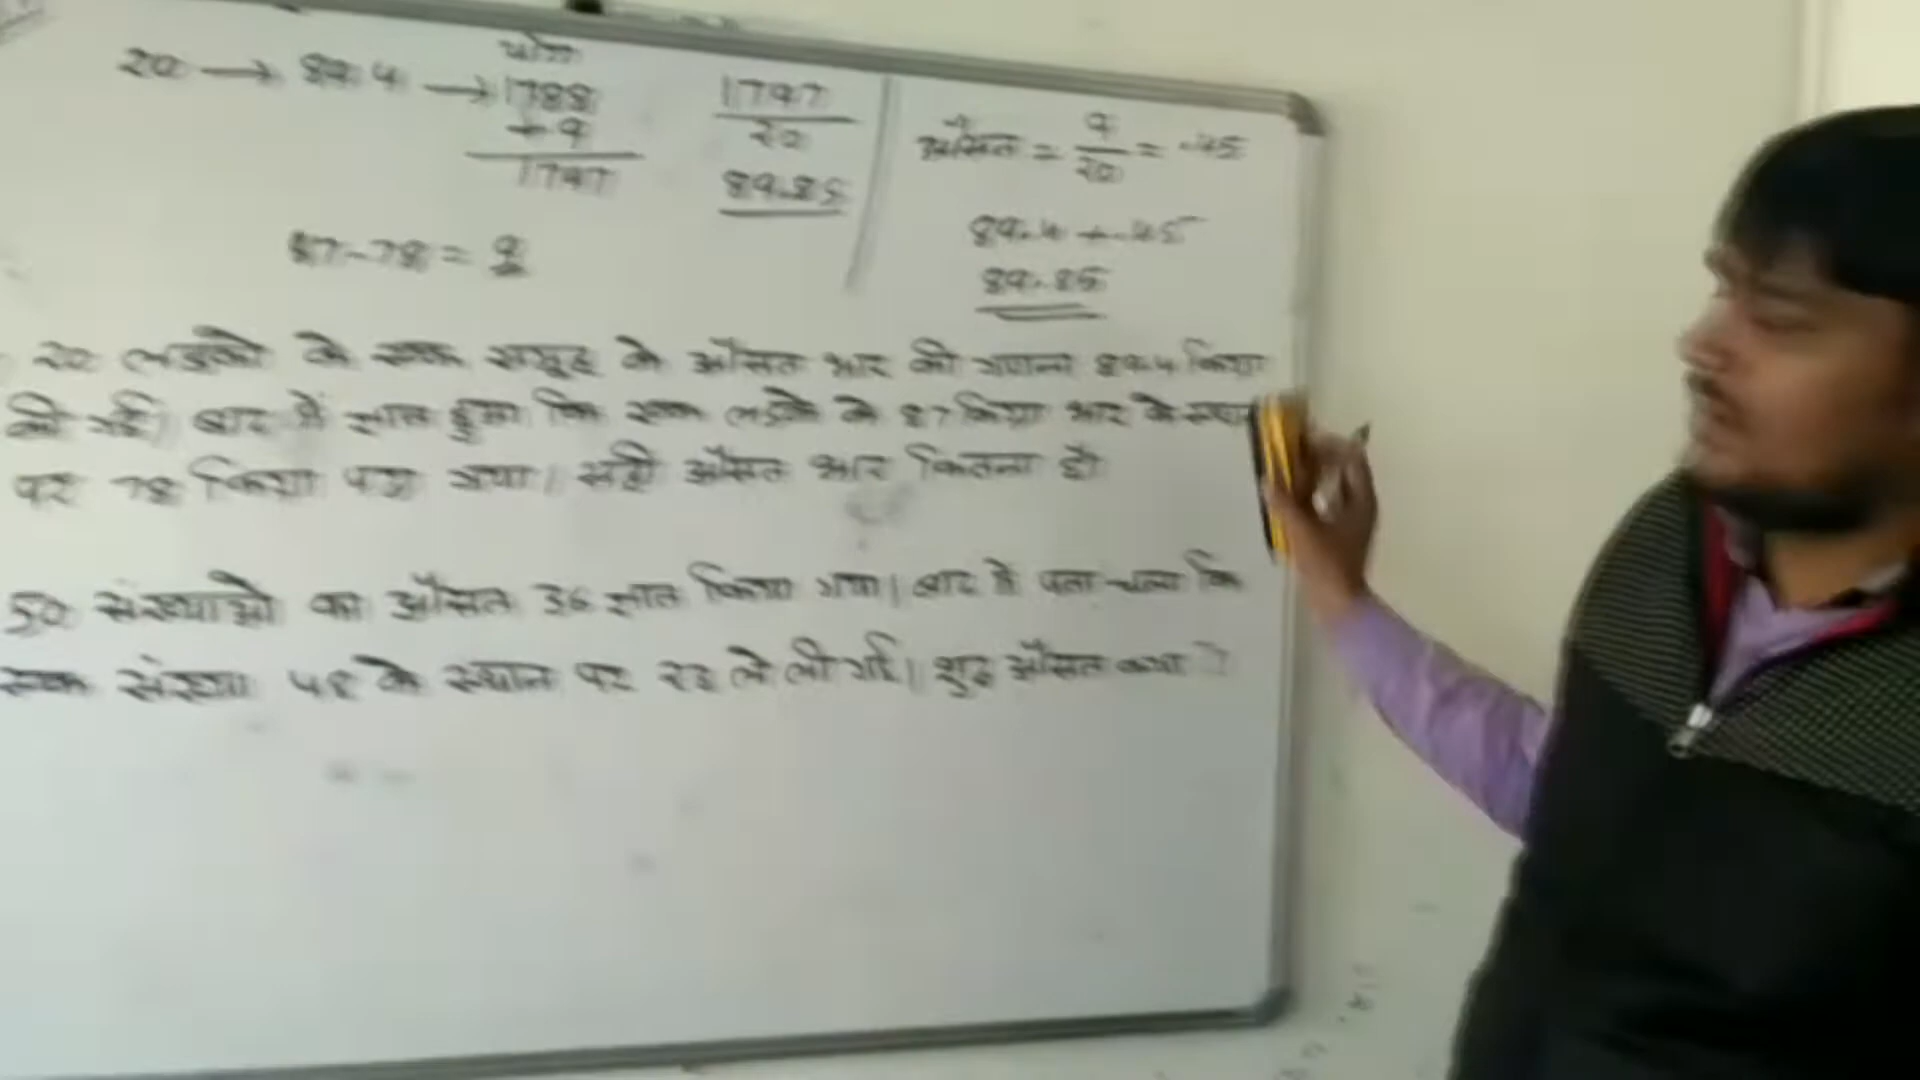 योग
20 → 89.4 → 1788
+ 9
1797
1797
20
89.85
87-78 = 9
औसत = 9/20 = .45
89.4 + .45
89.85
20 लड़को के एक समूह के औसत भार की गणना 89.4 किग्रा
की गई। बाद में ज्ञात हुआ कि एक लड़के के 87 किग्रा भार के स्थान
पर 78 किग्रा पढ़ा गया। सही औसत भार कितना है।
50 संख्याओ का औसत 36 ज्ञात किया गया। बाद में पता चला कि
एक संख्या 48 के स्थान पर 23 ले ली गई। शुद्ध औसत क्या ?